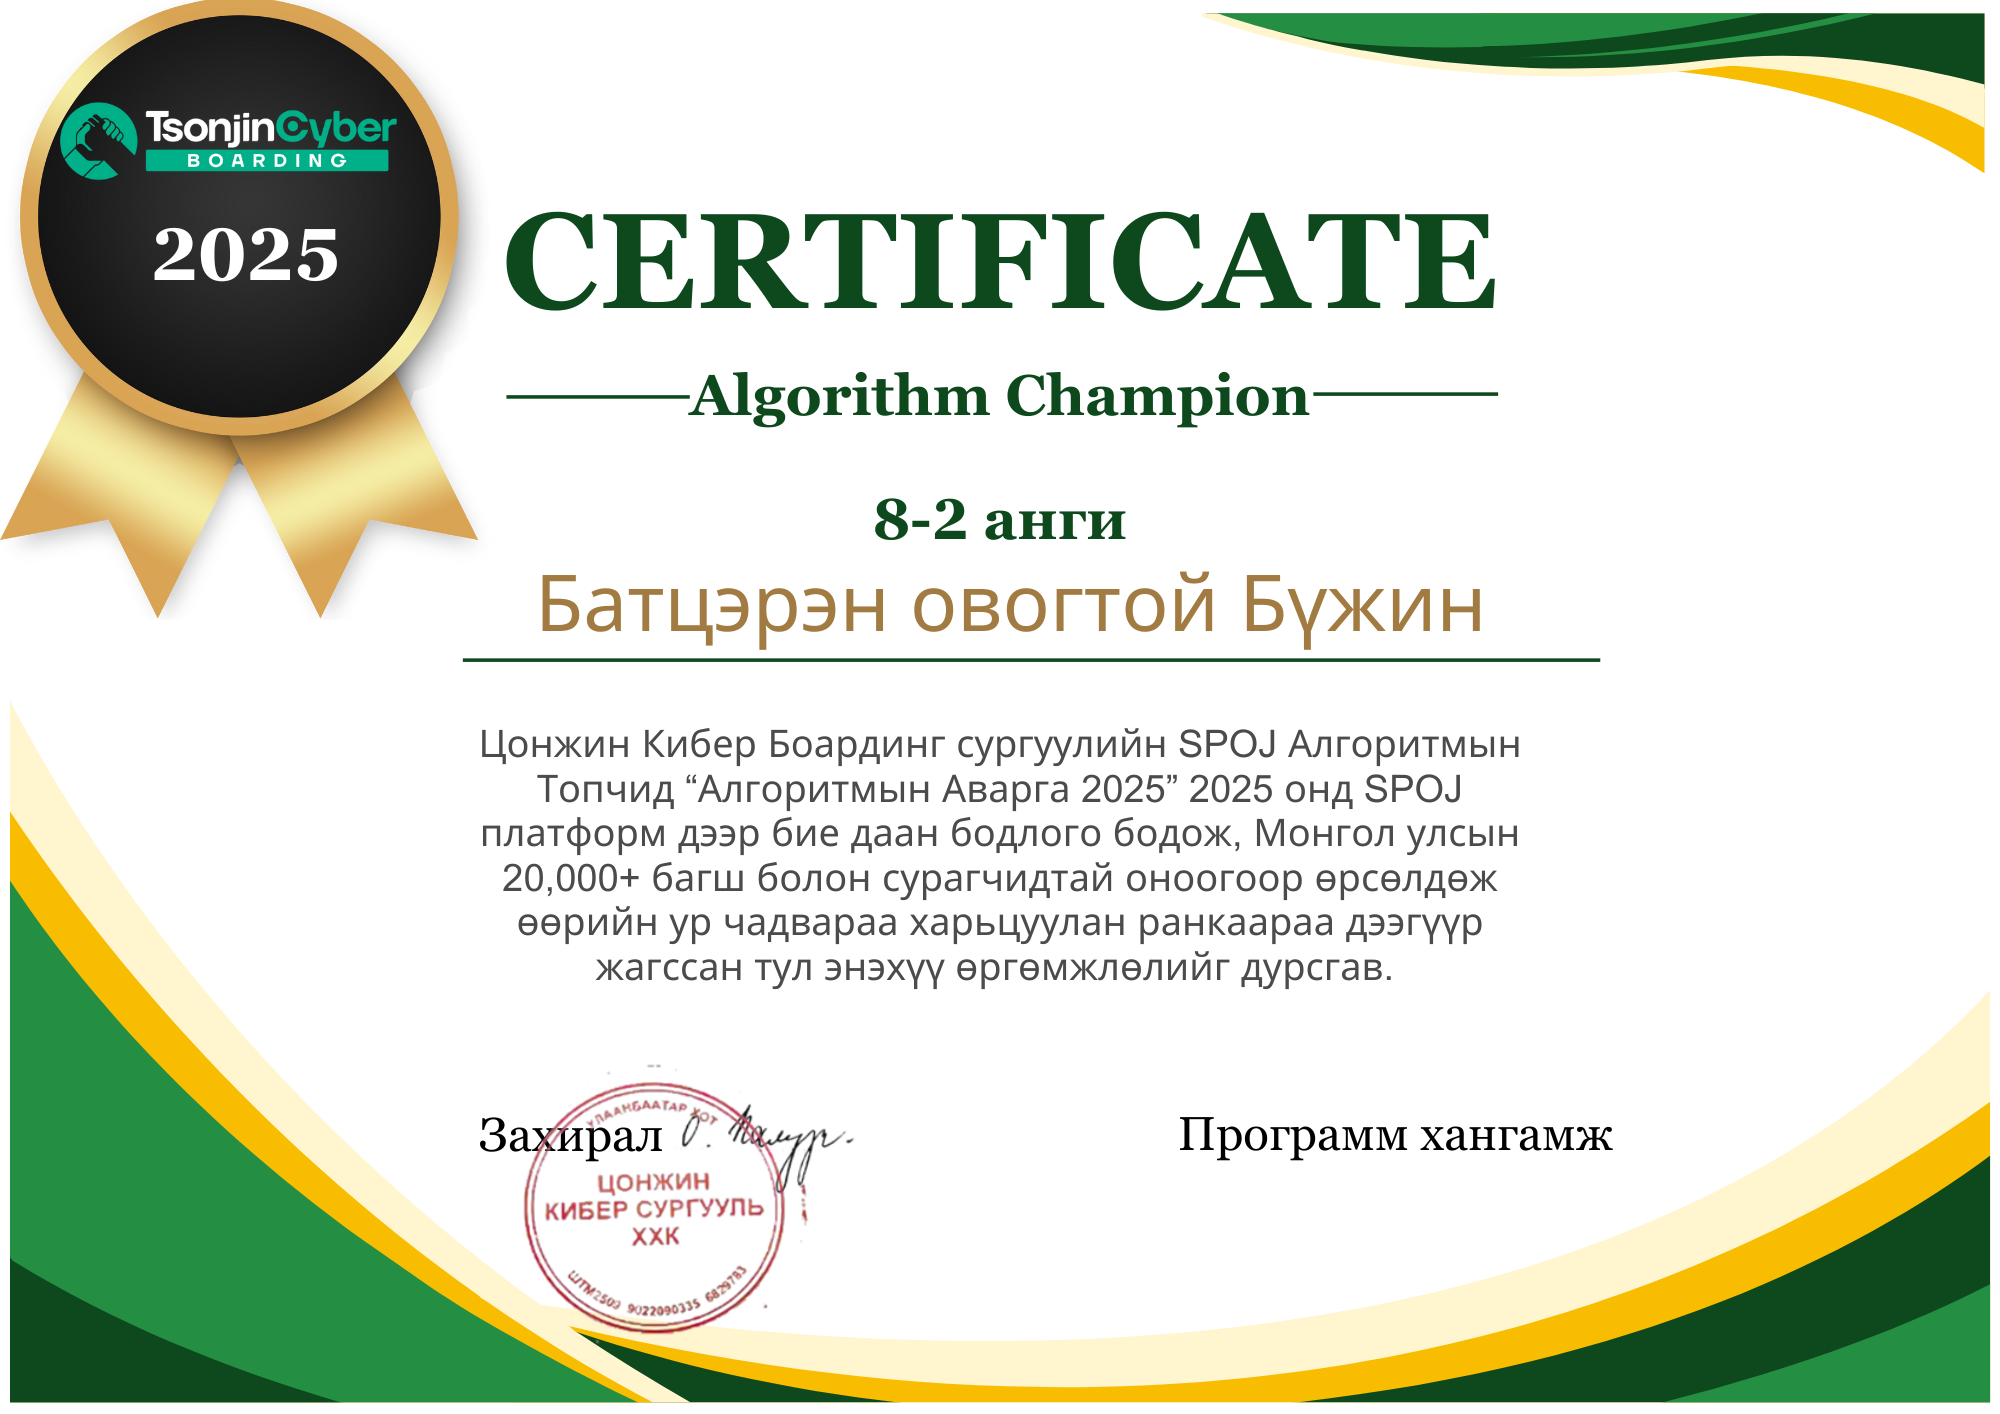 TsonjinCyber
BOARDING
2025
CERTIFICATE
Algorithm Champion
8-2 анги
Батцэрэн овогтой Бүжин
Цонжин Кибер Боардинг сургуулийн SPOJ Алгоритмын
Топчид “Алгоритмын Аварга 2025” 2025 онд SPOJ
платформ дээр бие даан бодлого бодож, Монгол улсын
20,000+ багш болон сурагчидтай оноогоор өрсөлдөж
өөрийн ур чадвараа харьцуулан ранкаараа дээгүүр
жагссан тул энэхүү өргөмжлөлийг дурсгав.
Захирал
Программ хангамж
УЛААНБААТАР ХОТ
ЦОНЖИН
КИБЕР СУРГУУЛЬ
ХХК
9022090335 6829783